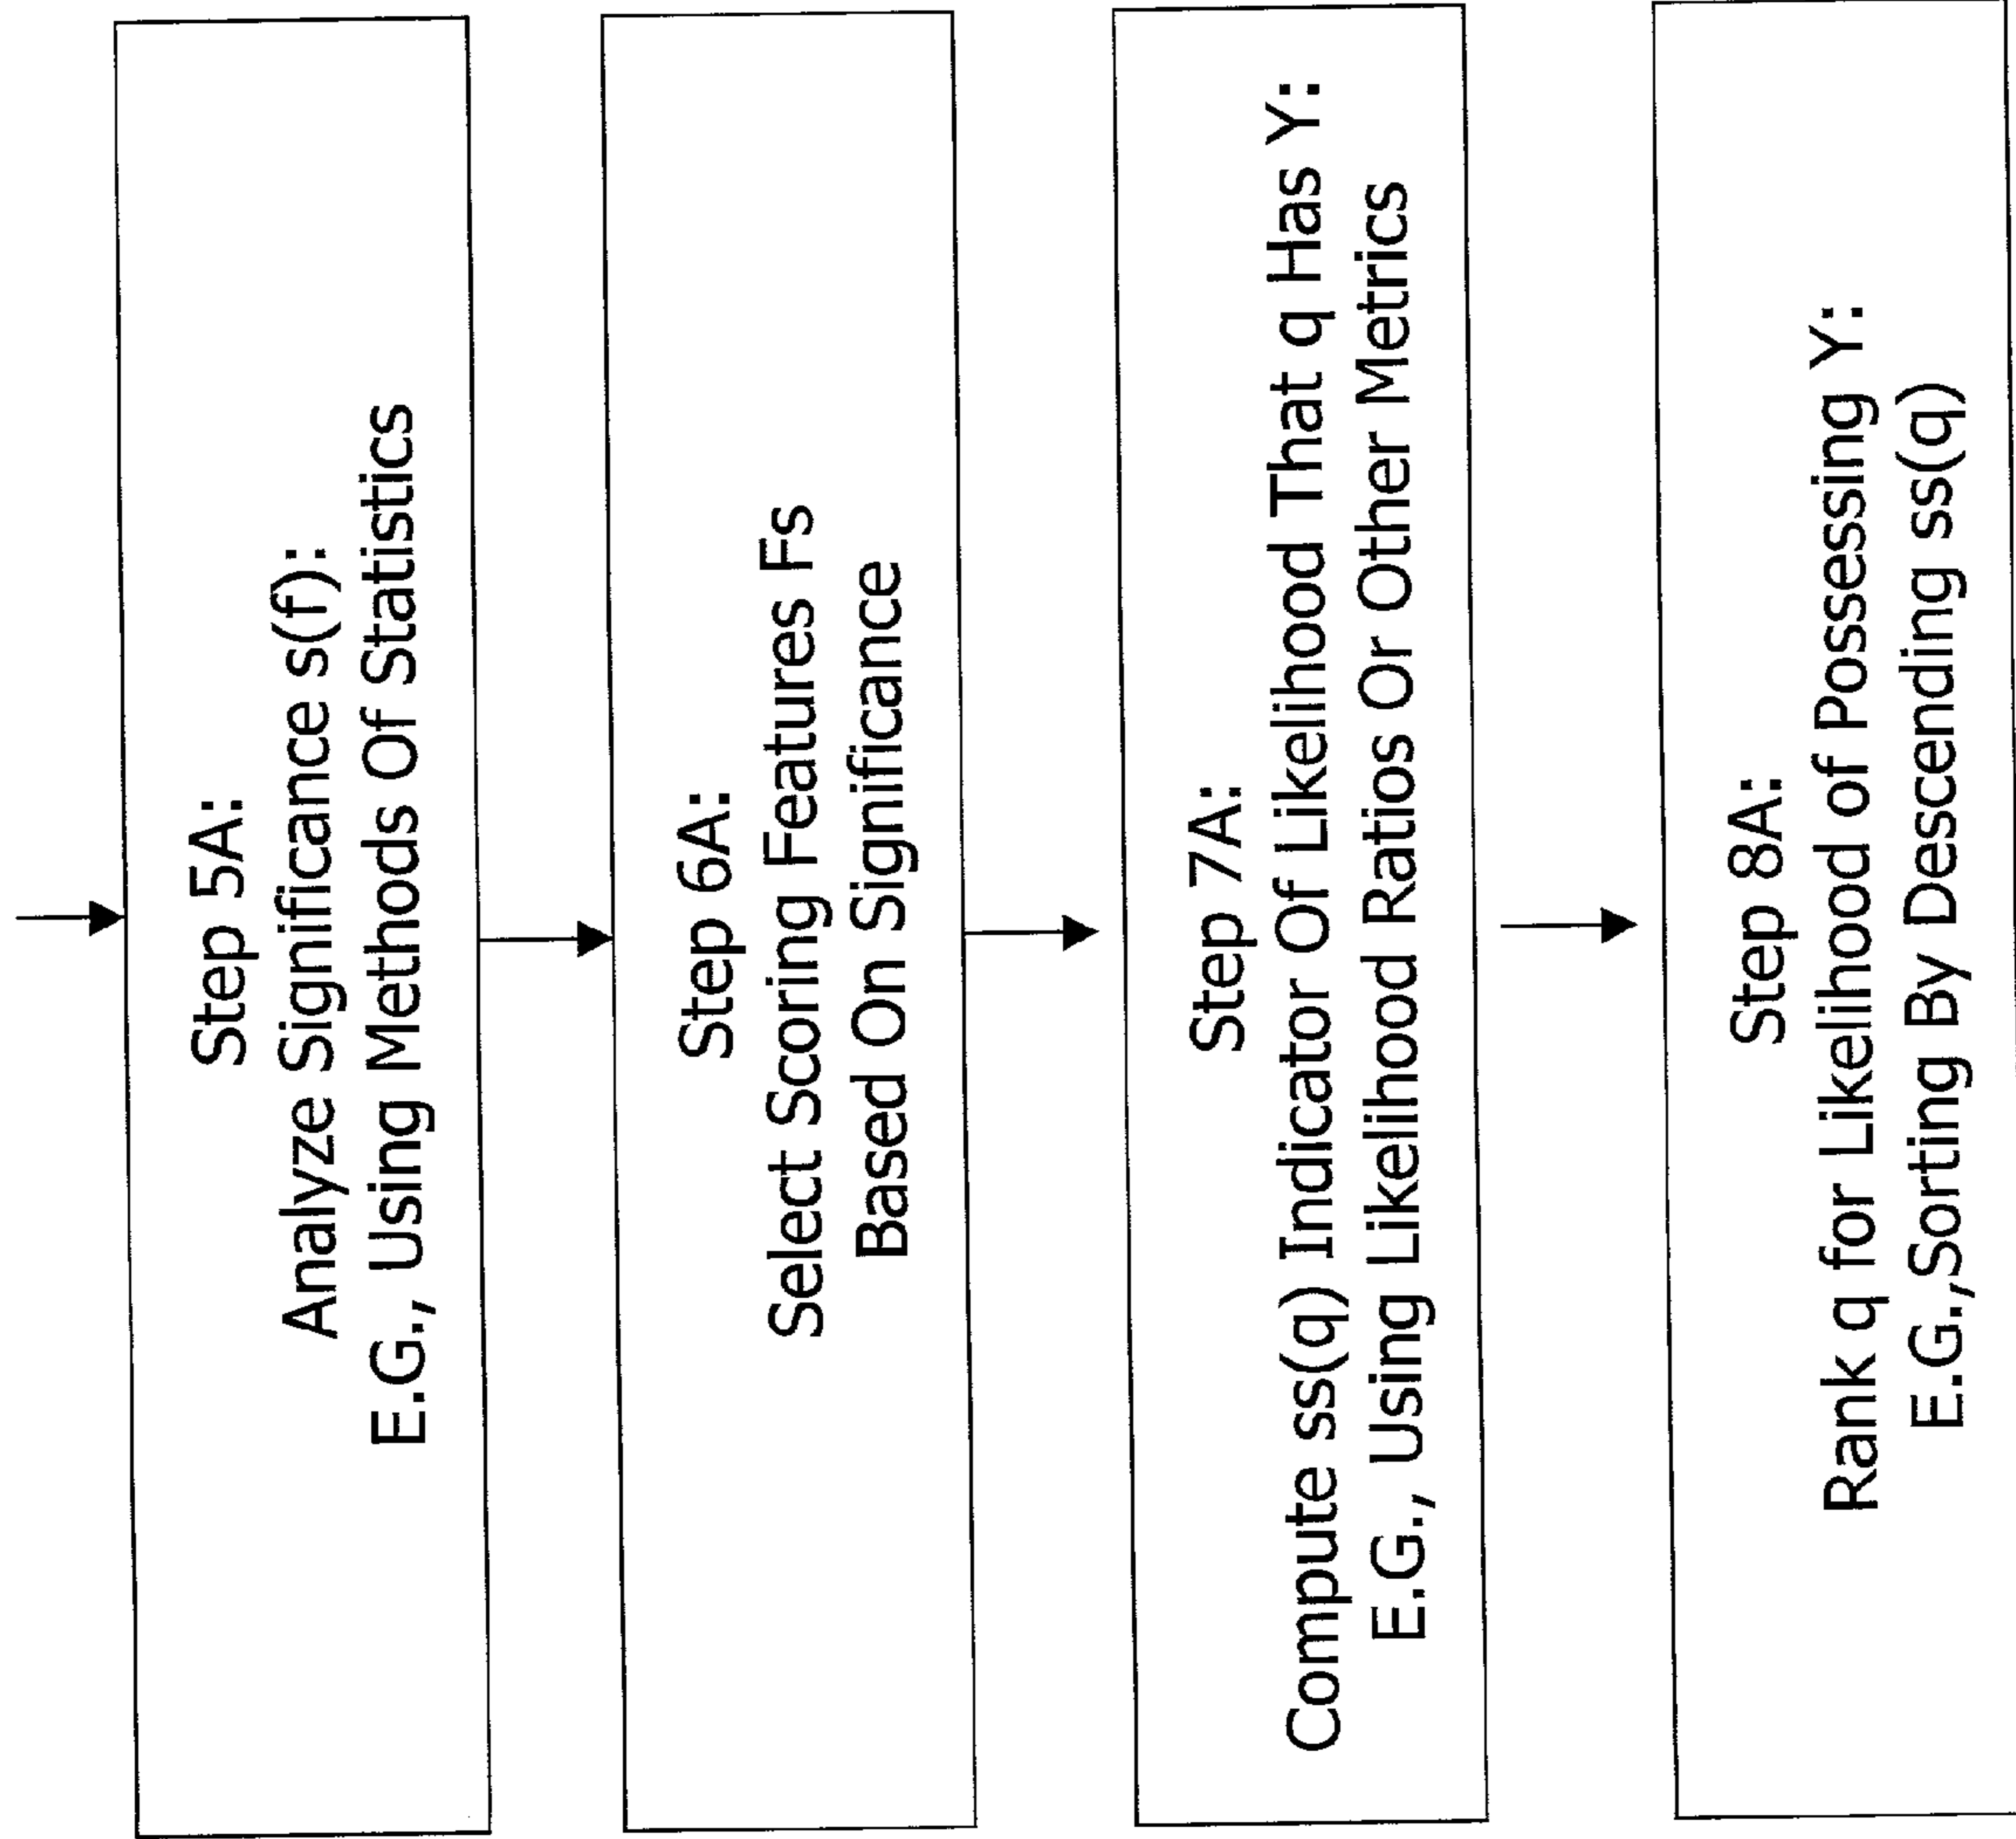 Step 5A:
Analyze Significance s(f):
E.G., Using Methods Of Statistics
Step 6A:
Select Scoring Features Fs
Based On Significance
Step 7A:
Compute ss(q) Indicator Of Likelihood That q Has Y:
E.G., Using Likelihood Ratios Or Other Metrics
Step 8A:
Rank q for Likelihood of Possessing Y:
E.G.,Sorting By Descending ss(q)